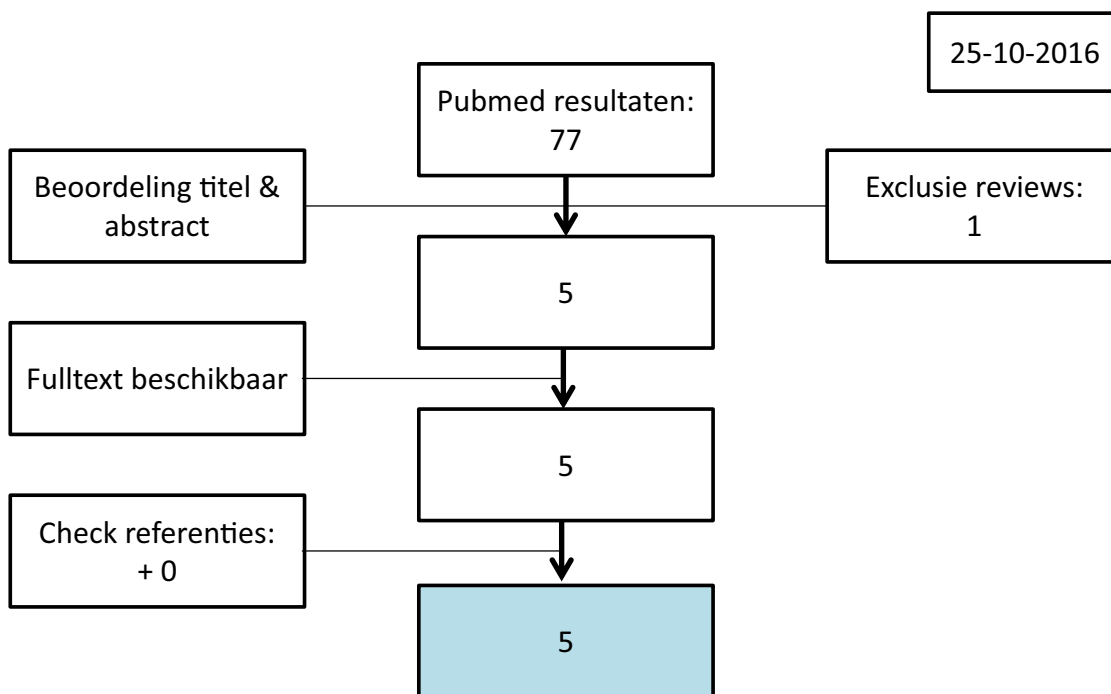 25-10-2016
Pubmed resultaten:
77
Beoordeling titel &
abstract
Exclusie reviews:
1
5
Fulltext beschikbaar
5
Check referenties:
+ 0
5